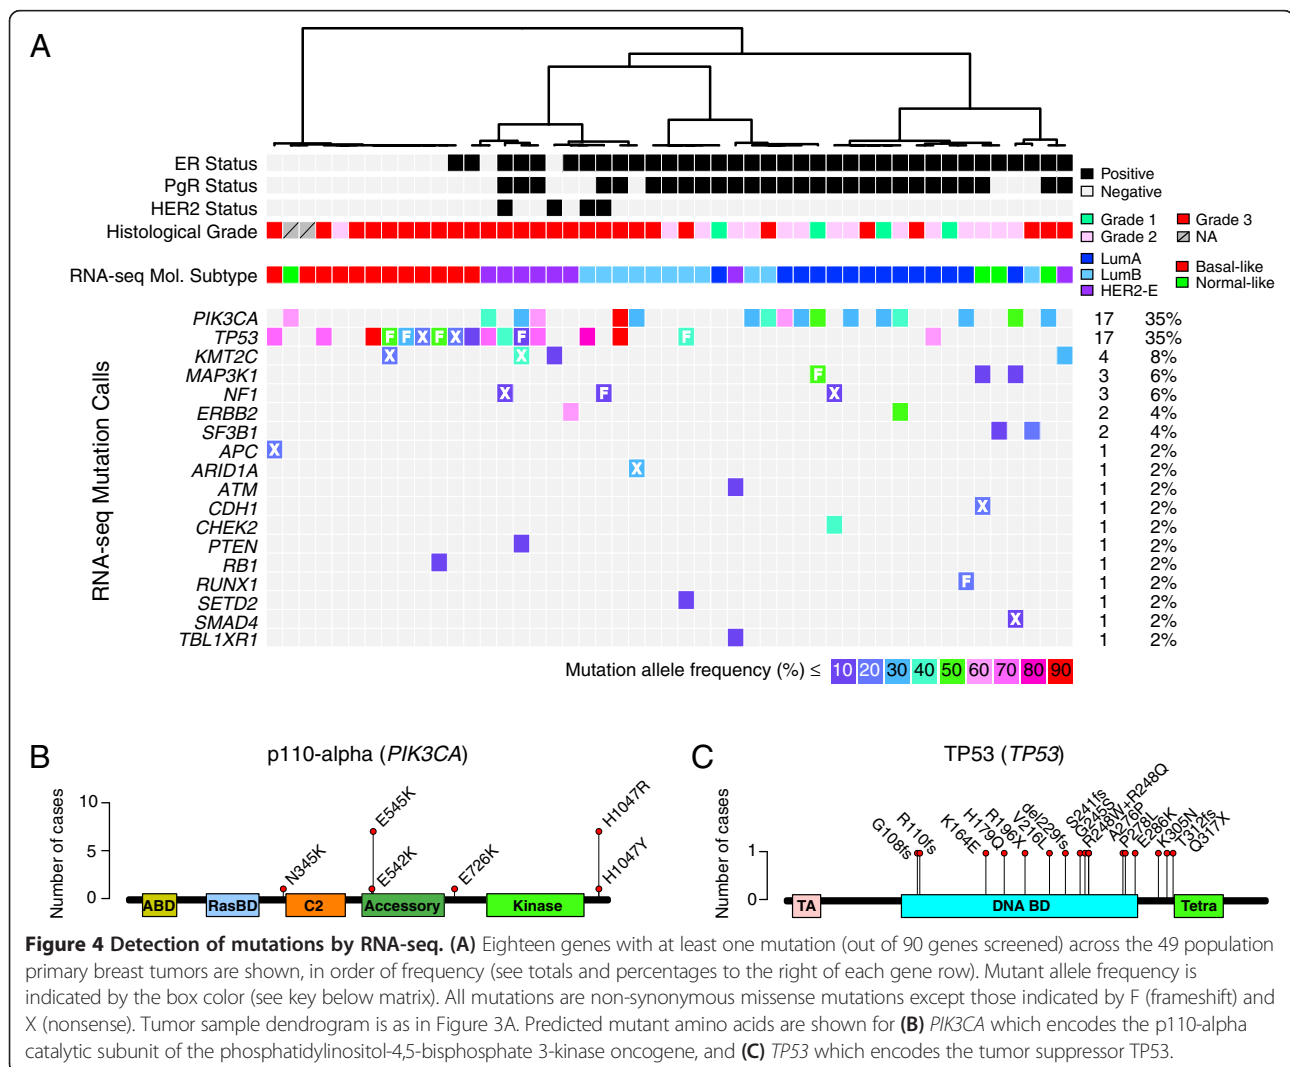 A
ER Status
PgR Status
HER2 Status
Histological Grade
RNA-seq Mol. Subtype
Positive
Negative
Grade 1 Grade 3
Grade 2 NA
LumA
LumB
HER2-E
Basal-like
Normal-like
RNA-seq Mutation Calls
PIK3CA 17 35%
TP53 F F X F X F F 17 35%
KMT2C X X 4 8%
MAP3K1 F 3 6%
NF1 X F X 3 6%
ERBB2 2 4%
SF3B1 2 4%
APC X 1 2%
ARID1A X 1 2%
ATM 1 2%
CDH1 X 1 2%
CHEK2 1 2%
PTEN 1 2%
RB1 1 2%
RUNX1 F 1 2%
SETD2 1 2%
SMAD4 X 1 2%
TBL1XR1 1 2%
Mutation allele frequency (%) ≤ 10 20 30 40 50 60 70 80 90
B
p110-alpha (PIK3CA)
Number of cases
10
5
0
N345K
E545K
E542K
E726K
H1047R
H1047Y
ABD RasBD C2 Accessory Kinase
C
TP53 (TP53)
Number of cases
1
0
G108fs
R110fs
K164E
H179Q
R196X
V216L
del229fs
S241fs
G245S
R248W+R248Q
A276P
P278L
E286K
K305N
T312fs
Q317X
TA DNA BD Tetra
Figure 4 Detection of mutations by RNA-seq. (A) Eighteen genes with at least one mutation (out of 90 genes screened) across the 49 population
primary breast tumors are shown, in order of frequency (see totals and percentages to the right of each gene row). Mutant allele frequency is
indicated by the box color (see key below matrix). All mutations are non-synonymous missense mutations except those indicated by F (frameshift) and
X (nonsense). Tumor sample dendrogram is as in Figure 3A. Predicted mutant amino acids are shown for (B) PIK3CA which encodes the p110-alpha
catalytic subunit of the phosphatidylinositol-4,5-bisphosphate 3-kinase oncogene, and (C) TP53 which encodes the tumor suppressor TP53.